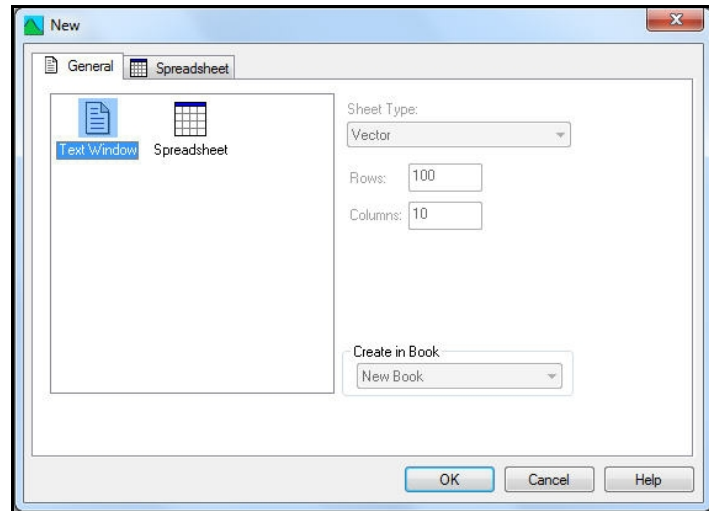 New
General
Spreadsheet
Text Window
Spreadsheet
Sheet Type:
Vector
Rows: 100
Columns: 10
Create in Book
New Book
OK
Cancel
Help